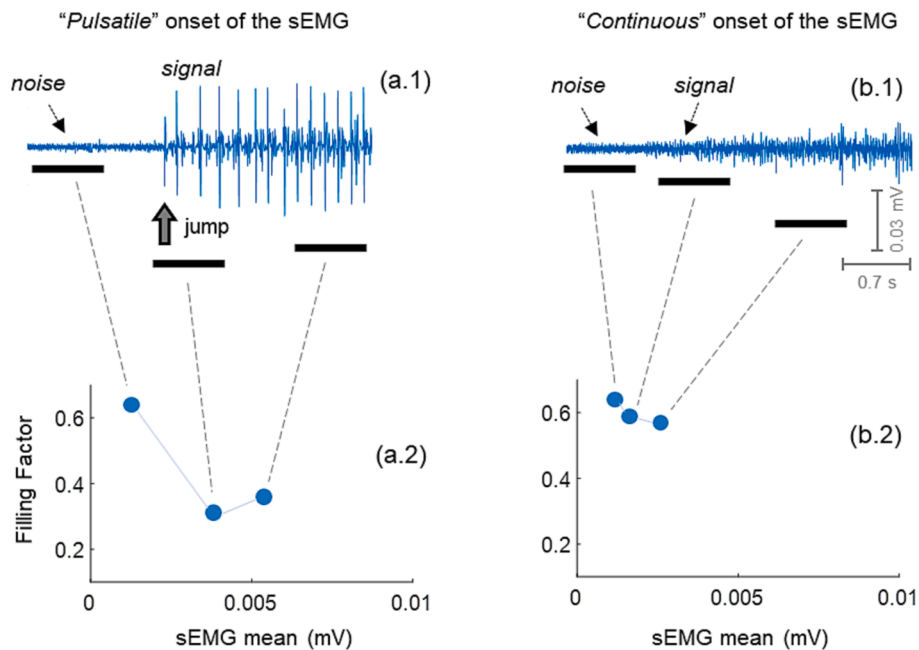 “Pulsatile” onset of the sEMG
“Continuous” onset of the sEMG
noise
signal
(a.1)
jump
noise
signal
(b.1)
0.03 mV
0.7 s
Filling Factor
0.6
0.4
0.2
0
0.005
0.01
sEMG mean (mV)
(a.2)
0.6
0.4
0.2
0
0.005
0.01
sEMG mean (mV)
(b.2)